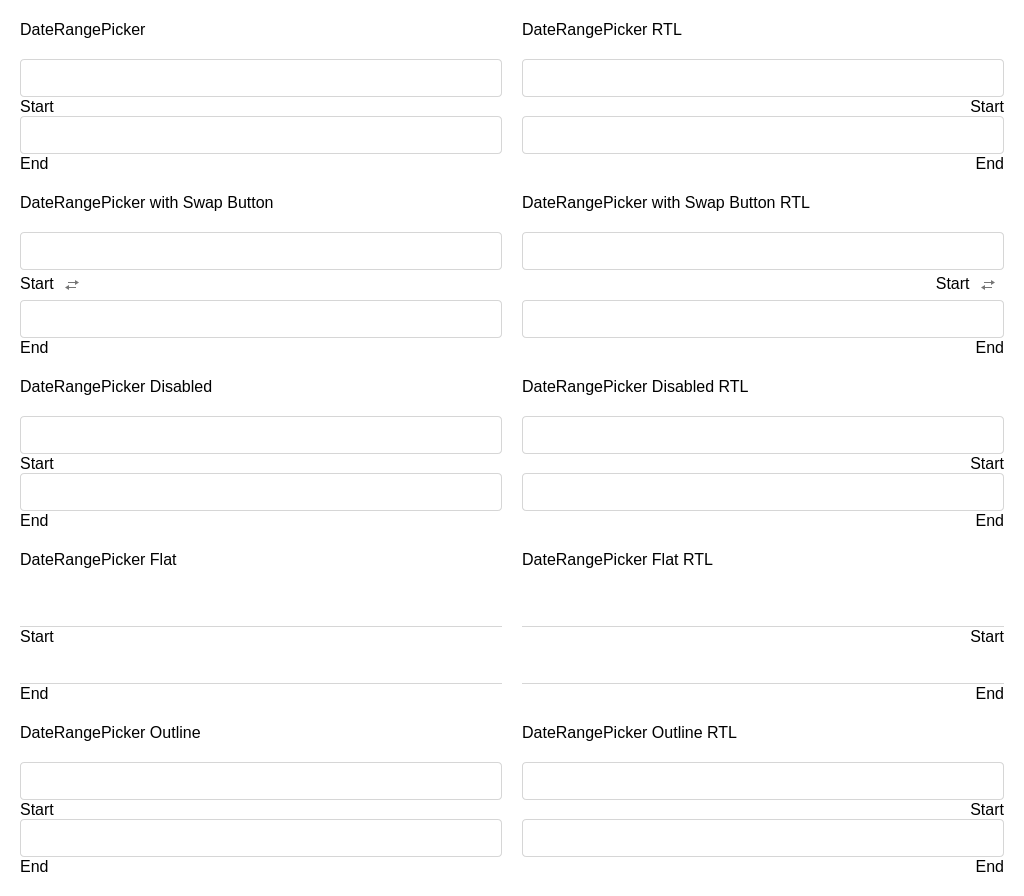 DateRangePicker
Start
End
DateRangePicker RTL
Start
End
DateRangePicker with Swap Button
Start
End
DateRangePicker with Swap Button RTL
Start
End
DateRangePicker Disabled
Start
End
DateRangePicker Disabled RTL
Start
End
DateRangePicker Flat
Start
End
DateRangePicker Flat RTL
Start
End
DateRangePicker Outline
Start
End
DateRangePicker Outline RTL
Start
End